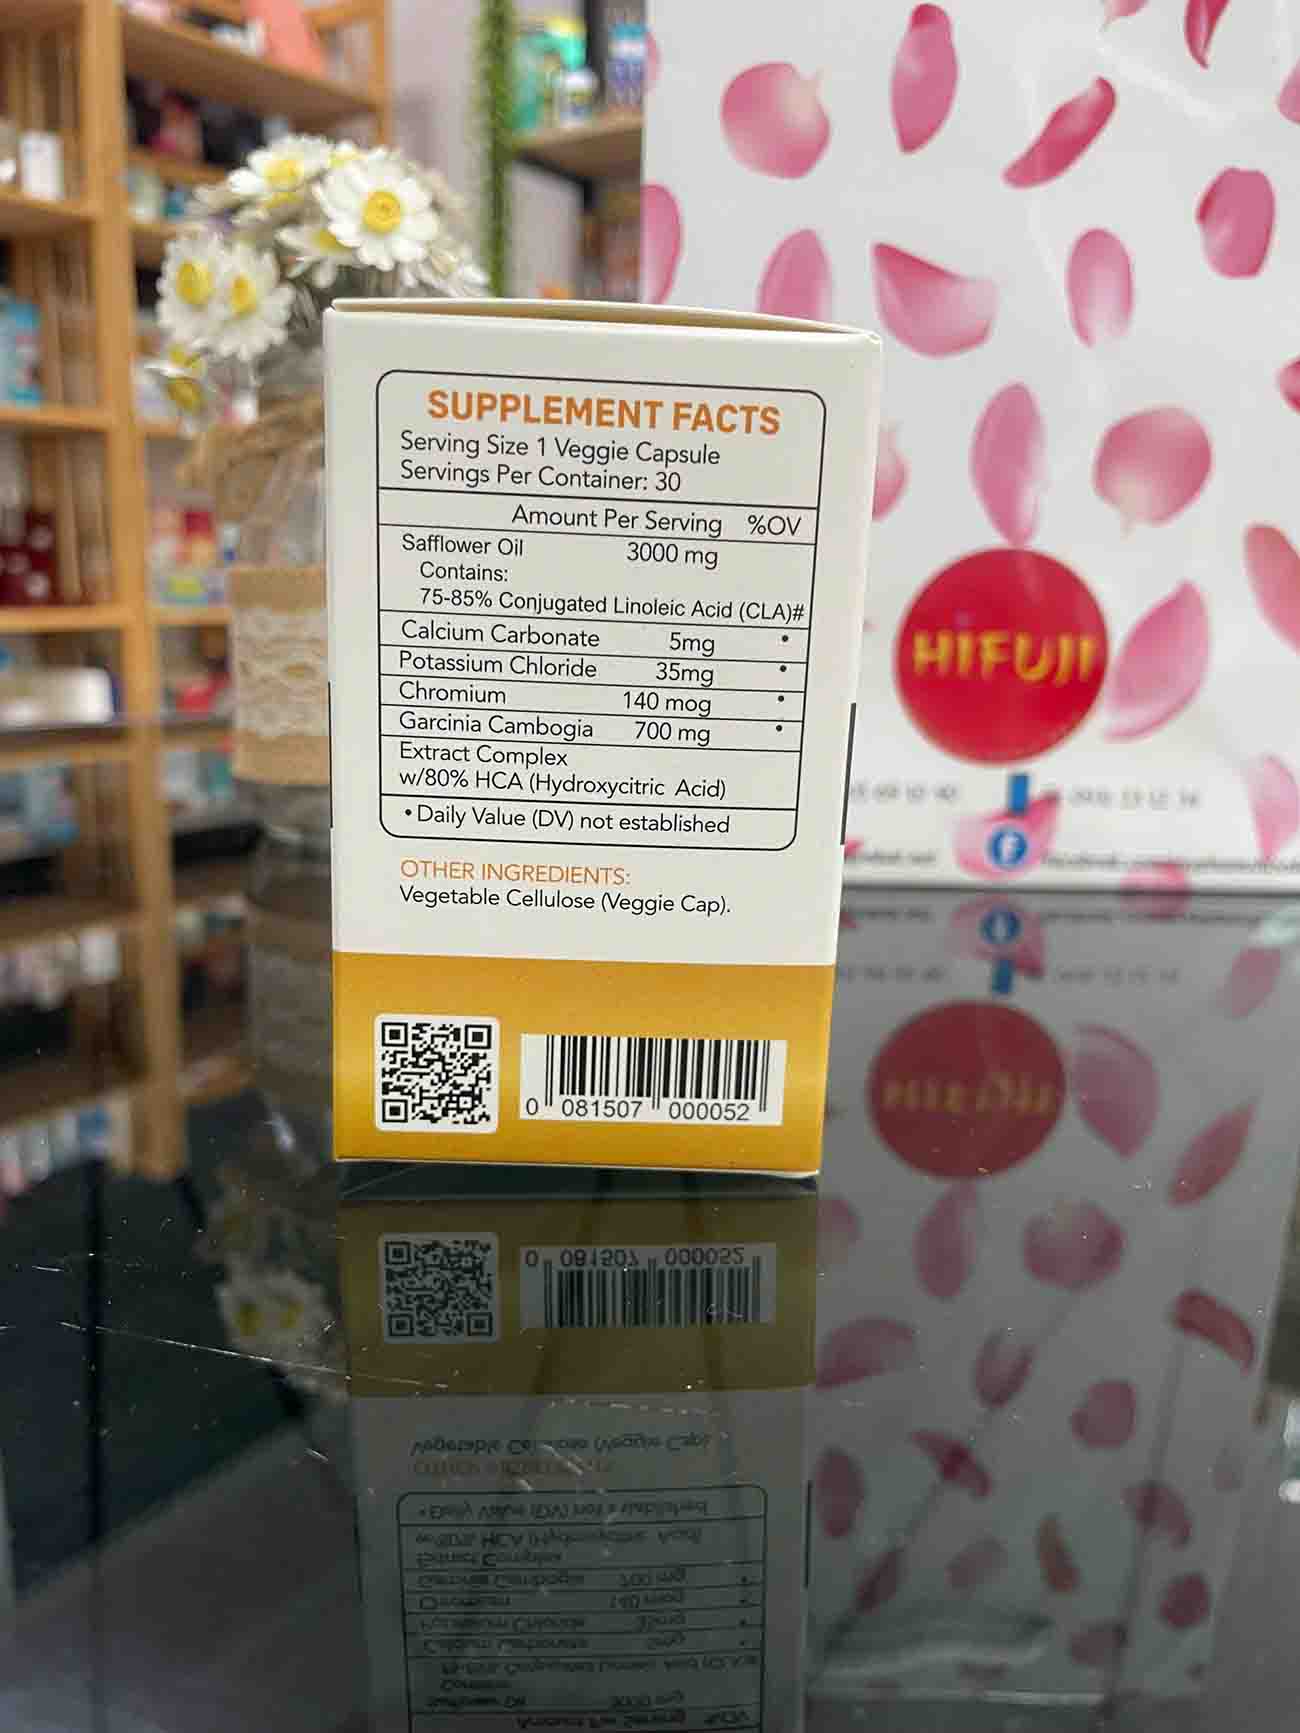 SUPPLEMENT FACTS
Serving Size 1 Veggie Capsule
Servings Per Container: 30
Amount Per Serving %OV
Safflower Oil 3000 mg
Contains:
75-85% Conjugated Linoleic Acid (CLA)#
Calcium Carbonate 5mg •
Potassium Chloride 35mg •
Chromium 140 mog •
Garcinia Cambogia 700 mg •
Extract Complex
w/80% HCA (Hydroxycitric Acid)
• Daily Value (DV) not established
OTHER INGREDIENTS:
Vegetable Cellulose (Veggie Cap).
0 081507 000052
HIFUJI